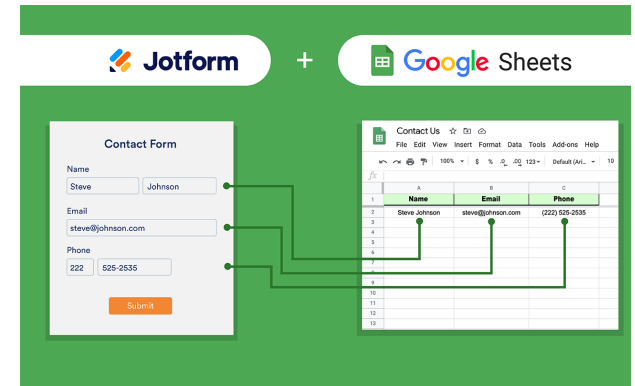 Jotform
+
Google Sheets
Contact Form
Name
Steve Johnson
Email
steve@johnson.com
Phone
222 525-2535
Submit
Contact Us
File Edit View Insert Format Data Tools Add-ons Help
100% $ % .0 .00 123 Default (Ari... 10
fx
A B C
1 Name Email Phone
2 Steve Johnson steve@johnson.com (222) 525-2535
3
4
5
6
7
8
9
10
11
12
13